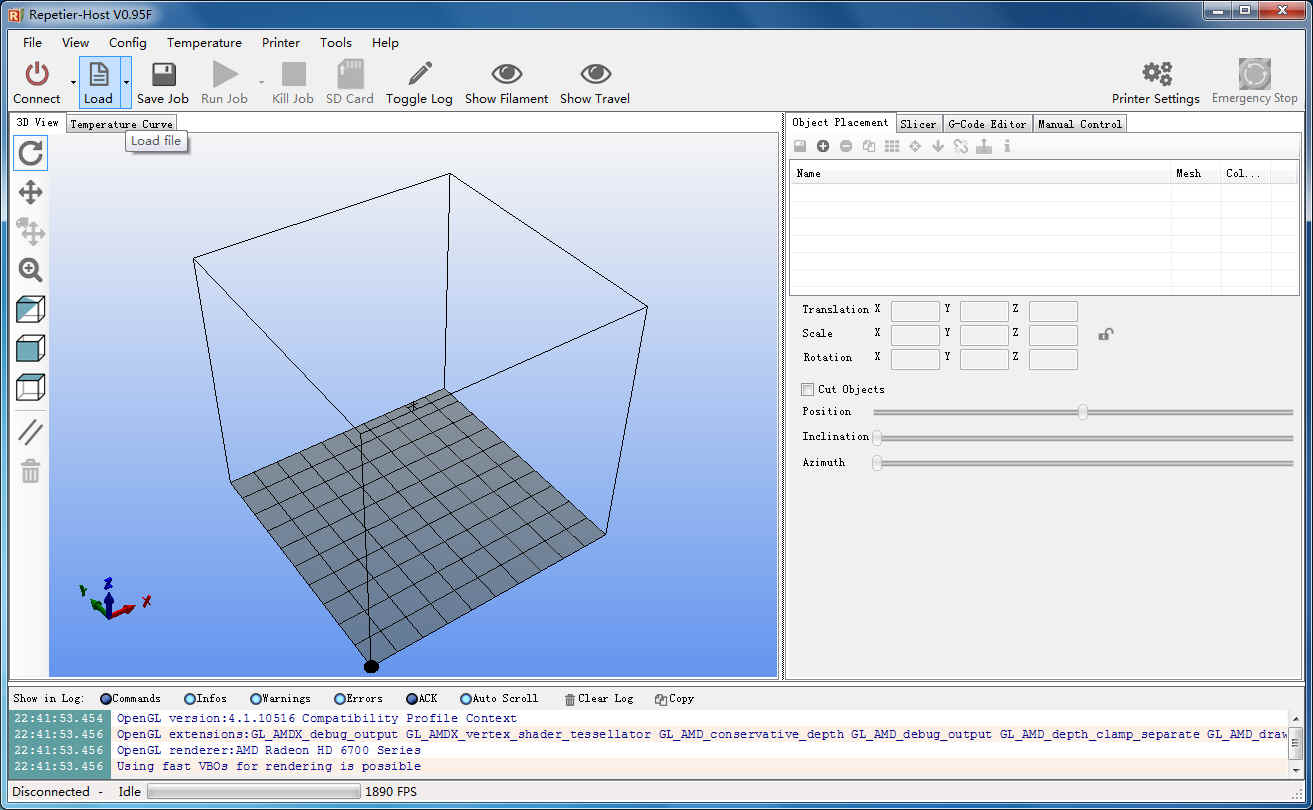 Repetier-Host V0.95F
File View Config Temperature Printer Tools Help
Connect Load Save Job Run Job Kill Job SD Card Toggle Log Show Filament Show Travel Printer Settings Emergency Stop
3D View Temperature Curve
Load file
Object Placement Slicer G-Code Editor Manual Control
Name Mesh Col...
Translation X Y Z
Scale X Y Z
Rotation X Y Z
Cut Objects
Position
Inclination
Azimuth
Y Z X
Show in Log: Commands Infos Warnings Errors ACK Auto Scroll Clear Log Copy
22:41:53.454 OpenGL version:4.1.10516 Compatibility Profile Context
22:41:53.456 OpenGL extensions:GL_AMDX_debug_output GL_AMDX_vertex_shader_tessellator GL_AMD_conservative_depth GL_AMD_debug_output GL_AMD_depth_clamp_separate GL_AMD_draw
22:41:53.456 OpenGL renderer:AMD Radeon HD 6700 Series
22:41:53.456 Using fast VBOs for rendering is possible
Disconnected - Idle 1890 FPS